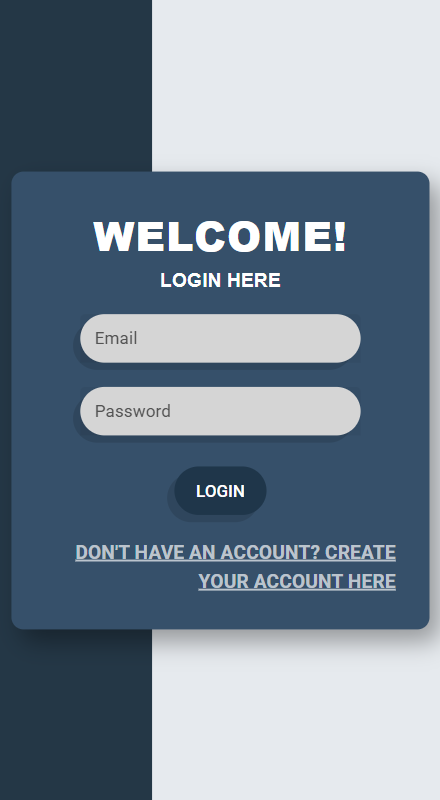 WELCOME!
LOGIN HERE
Email
Password
LOGIN
DON'T HAVE AN ACCOUNT? CREATE
YOUR ACCOUNT HERE